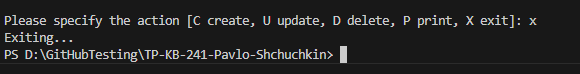 Please specify the action [C create, U update, D delete, P print, X exit]: x
Exiting...
PS D:\GitHubTesting\TP-KB-241-Pavlo-Shchuchkin>